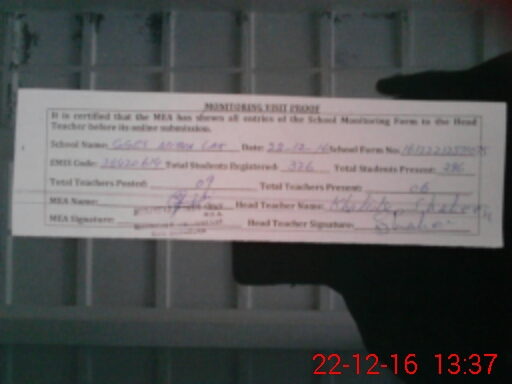 MONITORING VISIT PROOF
It is certified that the MEA has shown all entries of the School Monitoring Form to the Head
Teacher before its online submission.
School Name: GGPS Date: 22-12-16 School Form No:
EMIS Code: Total Students Registered: 326 Total Students Present: 296
Total Teachers Posted: 09 Total Teachers Present: 06
MEA Name: Head Teacher Name:
MEA Signature: Head Teacher Signature:
22-12-16 13:37